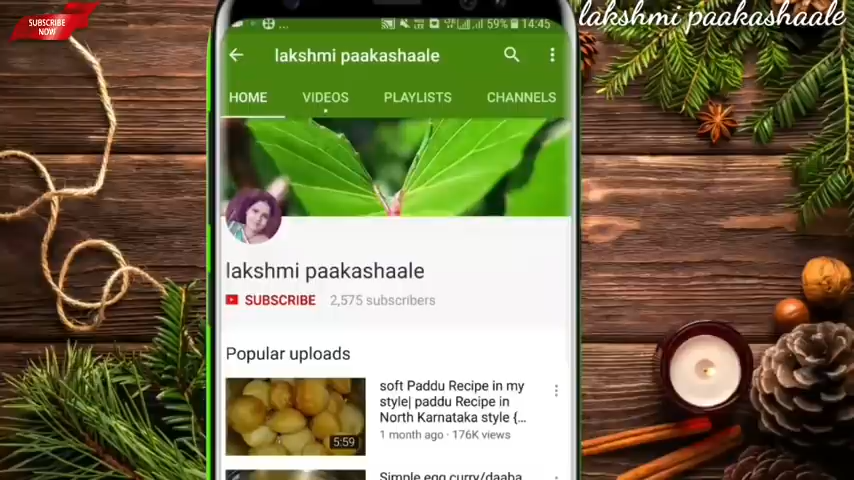 SUBSCRIBE
NOW
lakshmi paakashaale
59% 14:45
lakshmi paakashaale
HOME VIDEOS PLAYLISTS CHANNELS
lakshmi paakashaale
SUBSCRIBE 2,575 subscribers
Popular uploads
soft Paddu Recipe in my
style| paddu Recipe in
North Karnataka style {...
1 month ago · 176K views
5:59
Simple egg curry/daaba